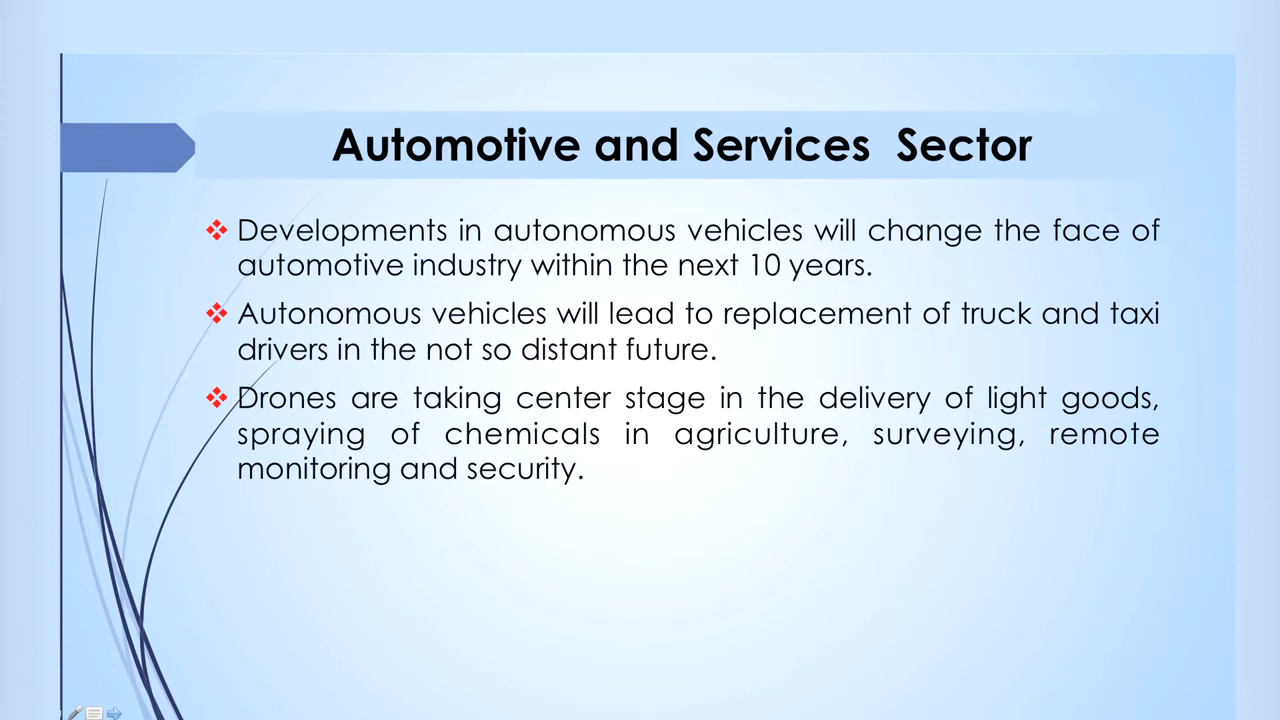 Automotive and Services  Sector
❖ Developments in autonomous vehicles will change the face of
automotive industry within the next 10 years.
❖ Autonomous vehicles will lead to replacement of truck and taxi
drivers in the not so distant future.
❖ Drones are taking center stage in the delivery of light goods,
spraying of chemicals in agriculture, surveying, remote
monitoring and security.